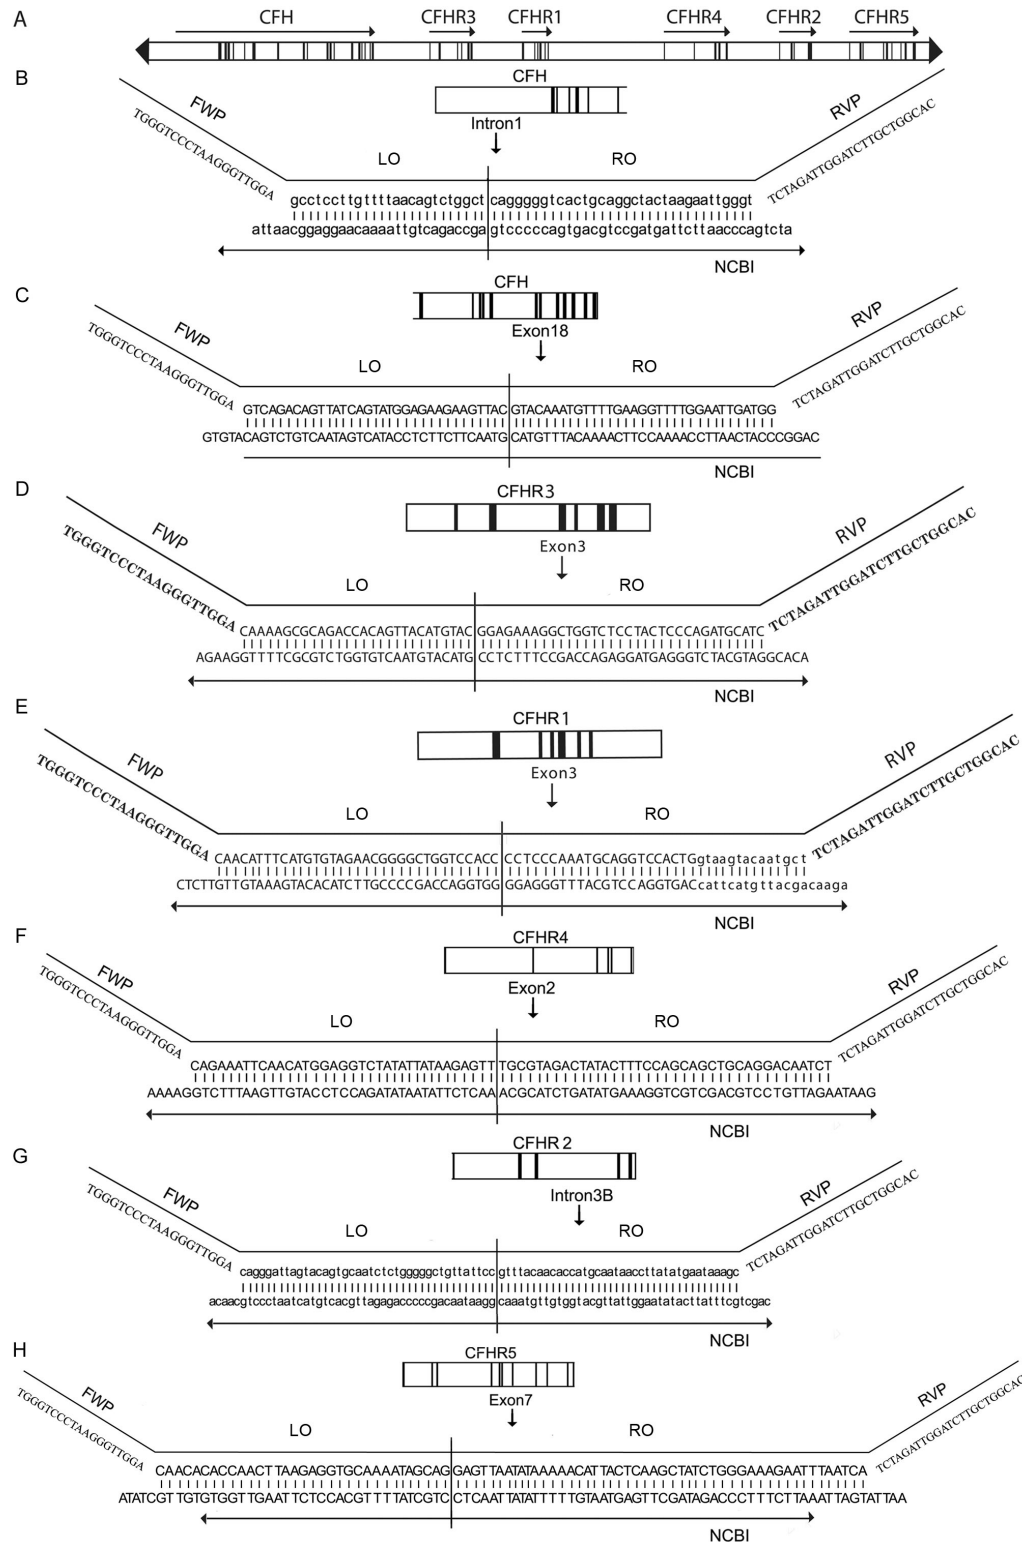 A CFH CFHR3 CFHR1 CFHR4 CFHR2 CFHR5
B CFH
FWP RVP
TGGGTCCCTAAGGGTTGGA TCTAGATTGGATCTTGCTGGCAC
Intron1
LO RO
gcctccttgttttaacagtctggct cagggggtcactgcaggctactaagaattgggt
attaacggaggaacaaaattgtcagaccga gtcccccagtgacgtccgatgattcttaacccagtcta
NCBI
C CFH
FWP RVP
TGGGTCCCTAAGGGTTGGA TCTAGATTGGATCTTGCTGGCAC
Exon18
LO RO
GTCAGACAGTTATCAGTATGGAGAAGAAGTTAC GTACAAATGTTTTGAAGGTTTTGGAATTGATGG
GTGTACAGTCTGTCAATAGTCATACCTCTTCTTCAATG CATGTTTACAAAACTTCCAAAACCTTAACTACCCGGAC
NCBI
D CFHR3
FWP RVP
TGGGTCCCTAAGGGTTGGA TCTAGATTGGATCTTGCTGGCAC
Exon3
LO RO
CAAAAGCGCAGACCACAGTTACATGTAC GGAGAAAGGCTGGTCTCCTACTCCCAGATGCATC
AGAAGGTTTTCGCGTCTGGTGTCAATGTACATG CCTCTTTCCGACCAGAGGATGAGGGTCTACGTAGGCACA
NCBI
E CFHR1
FWP RVP
TGGGTCCCTAAGGGTTGGA TCTAGATTGGATCTTGCTGGCAC
Exon3
LO RO
CAACATTTCATGTGTAGAACGGGGCTGGTCCACC CCTCCCAAATGCAGGTCCACTGgtaagtacaatgct
CTCTTGTTGTAAAGTACACATCTTGCCCCGACCAGGTGG GGAGGGTTTACGTCCAGGTGACcattcatgttacgacaaga
NCBI
F CFHR4
FWP RVP
TGGGTCCCTAAGGGTTGGA TCTAGATTGGATCTTGCTGGCAC
Exon2
LO RO
CAGAAATTCAACATGGAGGTCTATATTATAAGAGTT TGCGTAGACTATACTTTCCAGCAGCTGCAGGACAATCT
AAAAGGTCTTTAAGTTGTACCTCCAGATATAATATTCTCAA ACGCATCTGATATGAAAGGTCGTCGACGTCCTGTTAGAATAAG
NCBI
G CFHR2
FWP RVP
TGGGTCCCTAAGGGTTGGA TCTAGATTGGATCTTGCTGGCAC
Intron3B
LO RO
cagggattagtacagtgcaatctctgggggctgttattcc gtttacaacaccatgcaataaccttatatgaataaagc
acaacgtccctaatcatgtcacgttagagacccccgacaataagg caaatgttgtggtacgttattggaatatacttatttcgtcgac
NCBI
H CFHR5
FWP RVP
TGGGTCCCTAAGGGTTGGA TCTAGATTGGATCTTGCTGGCAC
Exon7
LO RO
CAACACACCAACTTAAGAGGTGCAAAATAGCAG GAGTTAATATAAAAACATTACTCAAGCTATCTGGGAAAGAATTTAATCA
ATATCGTTGTGTGGTTGAATTCTCCACGTTTTATCGTC CTCAATTATATTTTTGTAATGAGTTCGATAGACCCTTTCTTAAATTAGTATTAA
NCBI